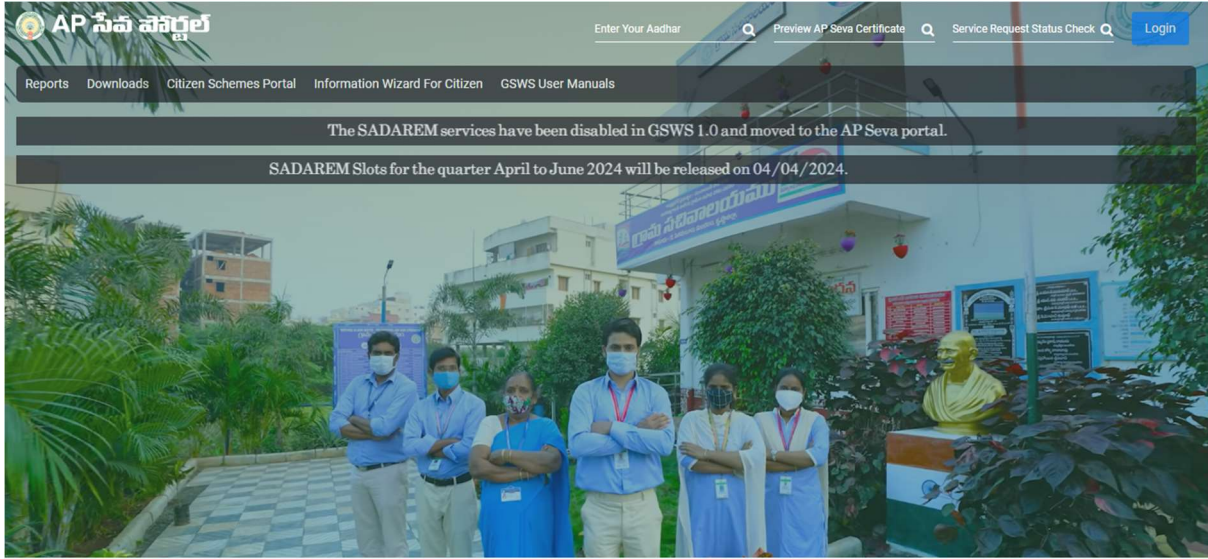 AP సేవ పోర్టల్
Enter Your Aadhar
Preview AP Seva Certificate
Service Request Status Check
Login
Reports
Downloads
Citizen Schemes Portal
Information Wizard For Citizen
GSWS User Manuals
The SADAREM services have been disabled in GSWS 1.0 and moved to the AP Seva portal.
SADAREM Slots for the quarter April to June 2024 will be released on 04/04/2024.
గ్రామ సచివాలయము